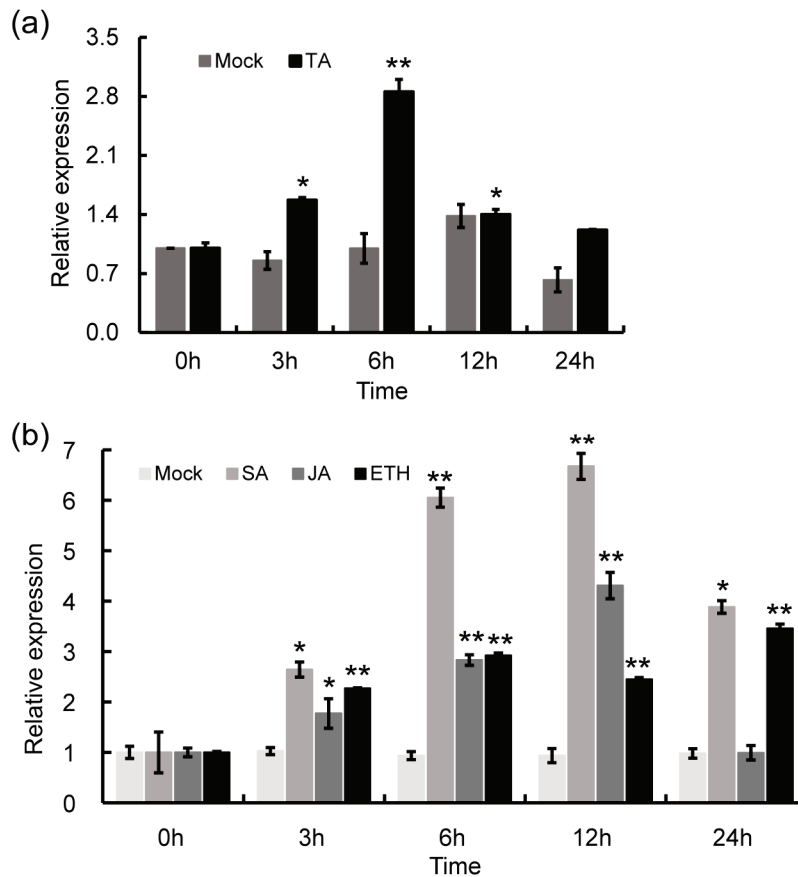 (a)
3.5
Mock TA
**
2.8
2.1
*
*
1.4
0.7
0.0
Relative expression
0h 3h 6h 12h 24h
Time
(b)
7
Mock SA JA ETH
**
**
6
5
**
4
*
**
3
*
*
**
**
**
**
2
1
0
Relative expression
0h 3h 6h 12h 24h
Time